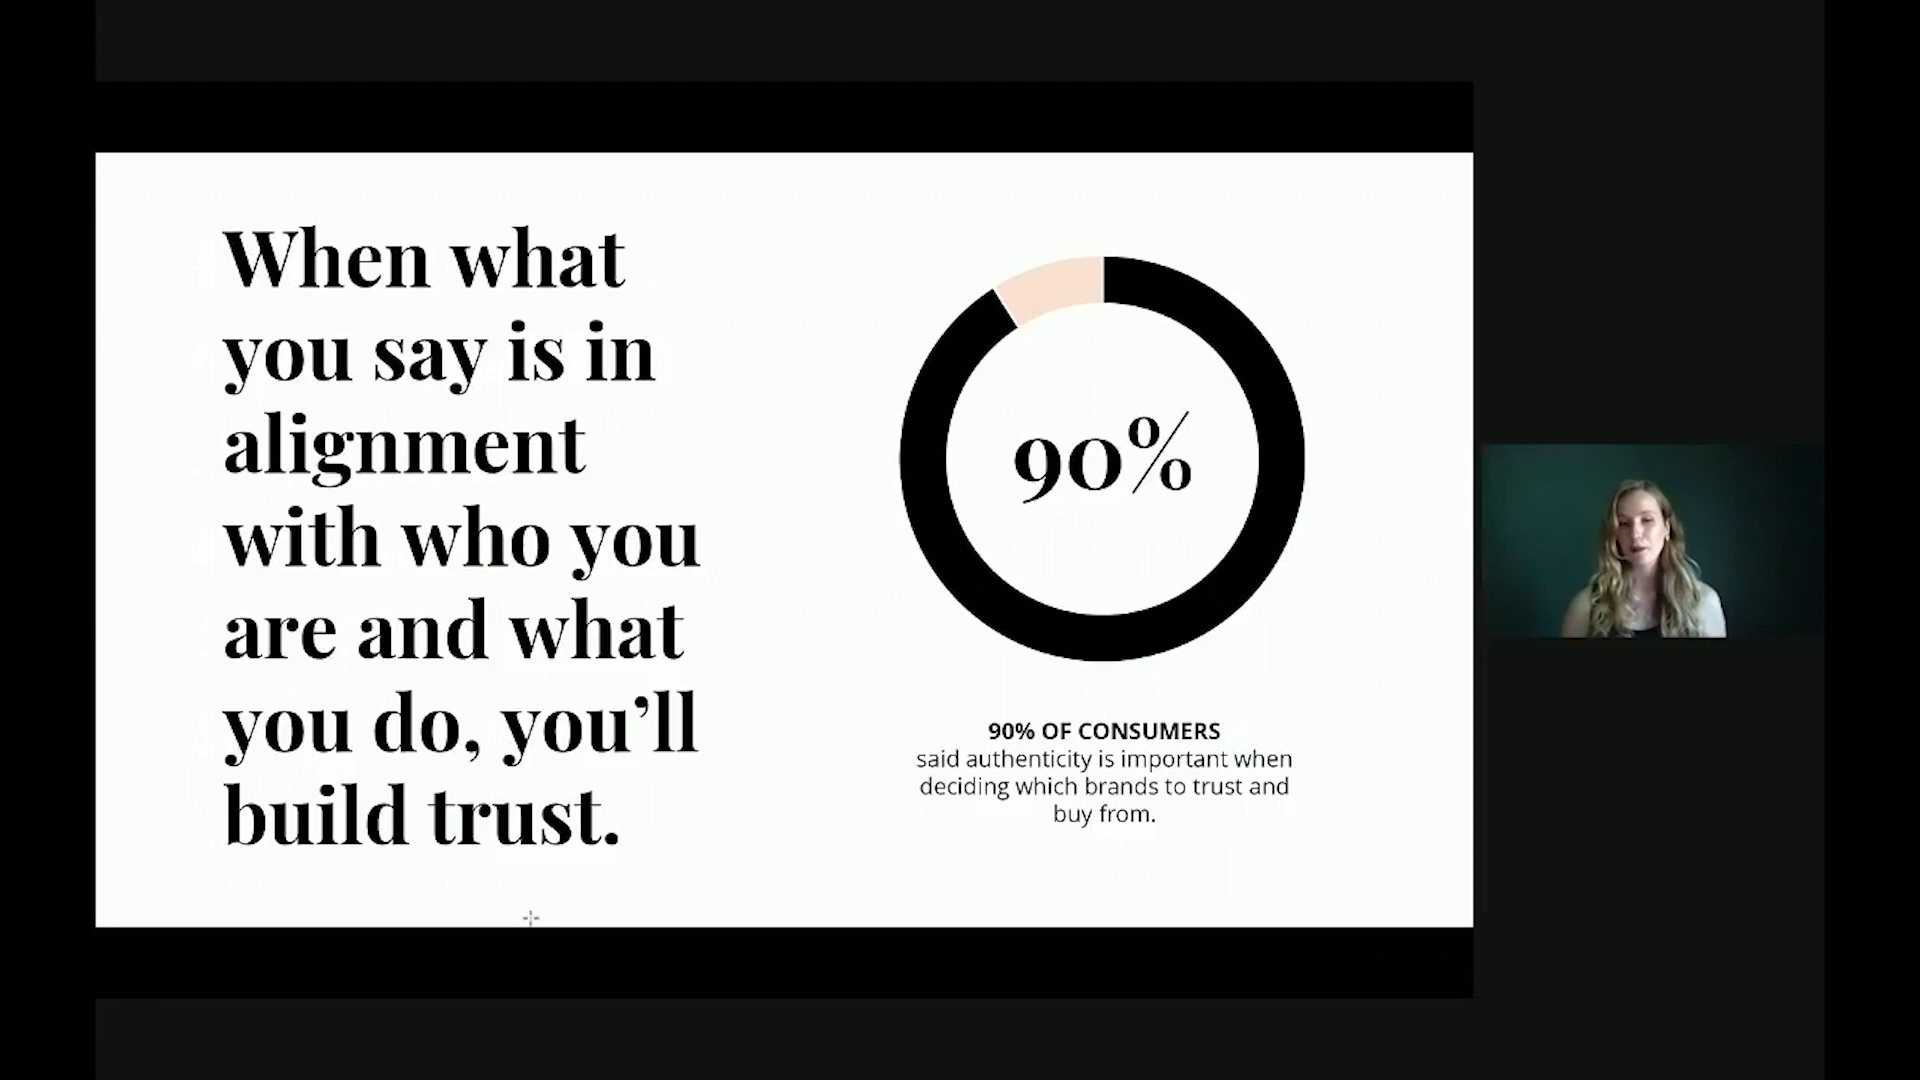 When what
you say is in
alignment
with who you
are and what
you do, you’ll
build trust.
90%
90% OF CONSUMERS
said authenticity is important when
deciding which brands to trust and
buy from.